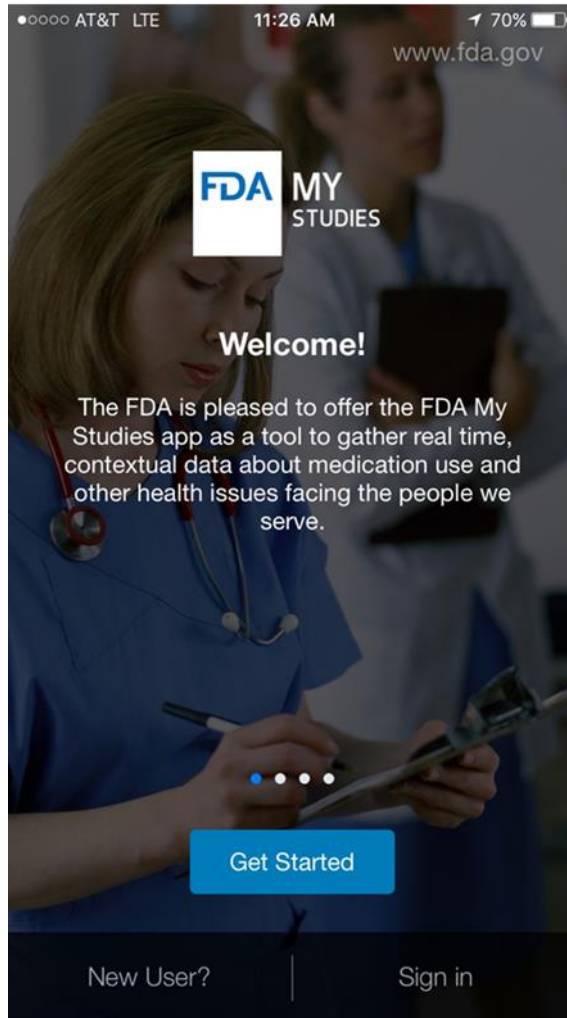 AT&T LTE 11:26 AM 70%
www.fda.gov
FDA MY
STUDIES
Welcome!
The FDA is pleased to offer the FDA My
Studies app as a tool to gather real time,
contextual data about medication use and
other health issues facing the people we
serve.
Get Started
New User? Sign in